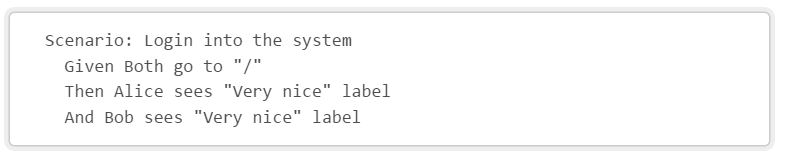 Scenario: Login into the system
Given Both go to "/"
Then Alice sees "Very nice" label
And Bob sees "Very nice" label